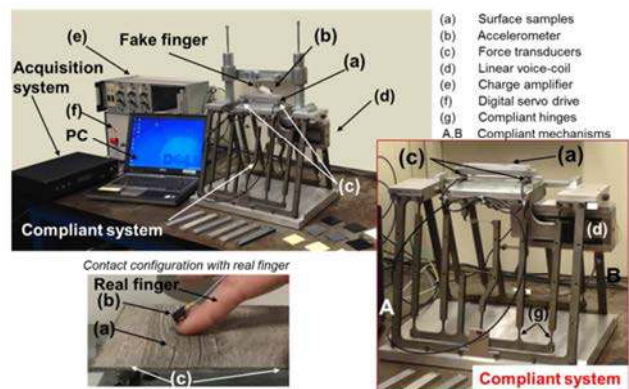 (e)
Fake finger
(b)
(a)
Acquisition
system
(d)
(f)
PC
DELL
(c)
Compliant system
(a) Surface samples
(b) Accelerometer
(c) Force transducers
(d) Linear voice-coil
(e) Charge amplifier
(f) Digital servo drive
(g) Compliant hinges
A,B Compliant mechanisms
Contact configuration with real finger
Real finger
(b)
(a)
(c)
(c)
(a)
(d)
B
A
(g)
Compliant system